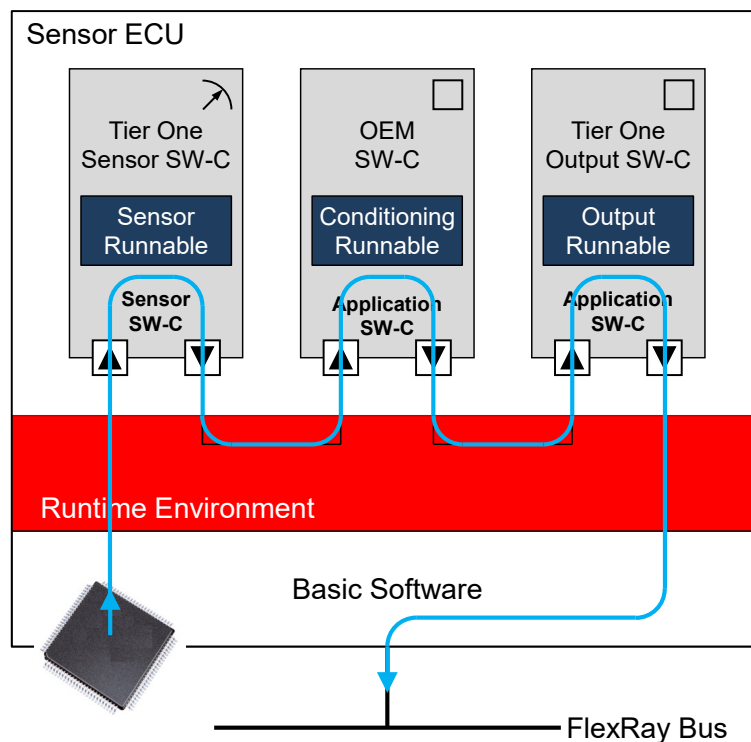 Sensor ECU
Tier One
Sensor SW-C
Sensor
Runnable
Sensor
SW-C
OEM
SW-C
Conditioning
Runnable
Application
SW-C
Tier One
Output SW-C
Output
Runnable
Application
SW-C
Runtime Environment
Basic Software
FlexRay Bus